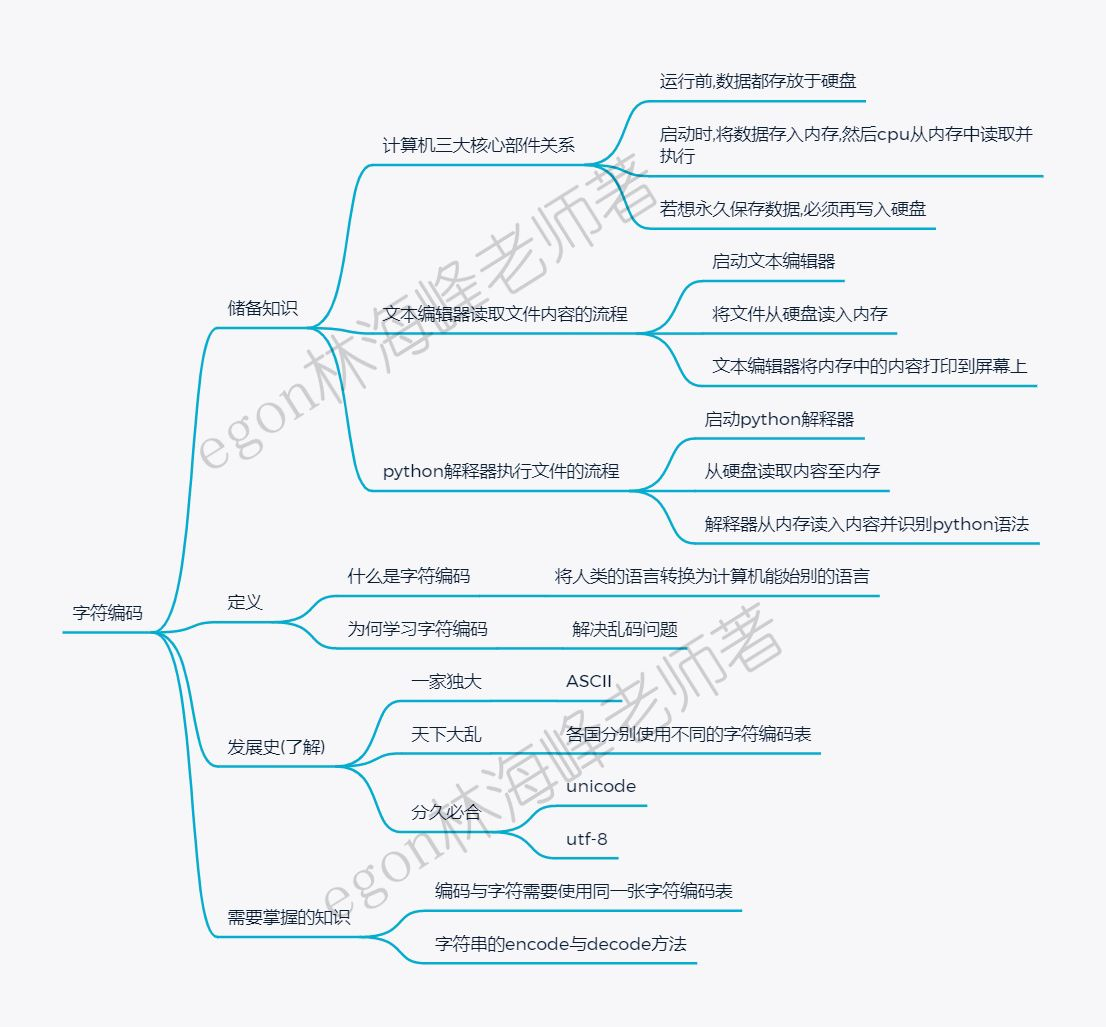 运行前,数据都存放于硬盘
计算机三大核心部件关系
启动时,将数据存入内存,然后cpu从内存中读取并
执行
若想永久保存数据,必须再写入硬盘
启动文本编辑器
储备知识
文本编辑器读取文件内容的流程
将文件从硬盘读入内存
文本编辑器将内存中的内容打印到屏幕上
启动python解释器
python解释器执行文件的流程
从硬盘读取内容至内存
解释器从内存读入内容并识别python语法
字符编码
定义
什么是字符编码
将人类的语言转换为计算机能始别的语言
为何学习字符编码
解决乱码问题
发展史(了解)
一家独大
ASCII
天下大乱
各国分别使用不同的字符编码表
分久必合
unicode
utf-8
需要掌握的知识
编码与字符需要使用同一张字符编码表
字符串的encode与decode方法
egon林海峰老师著
egon林海峰老师著